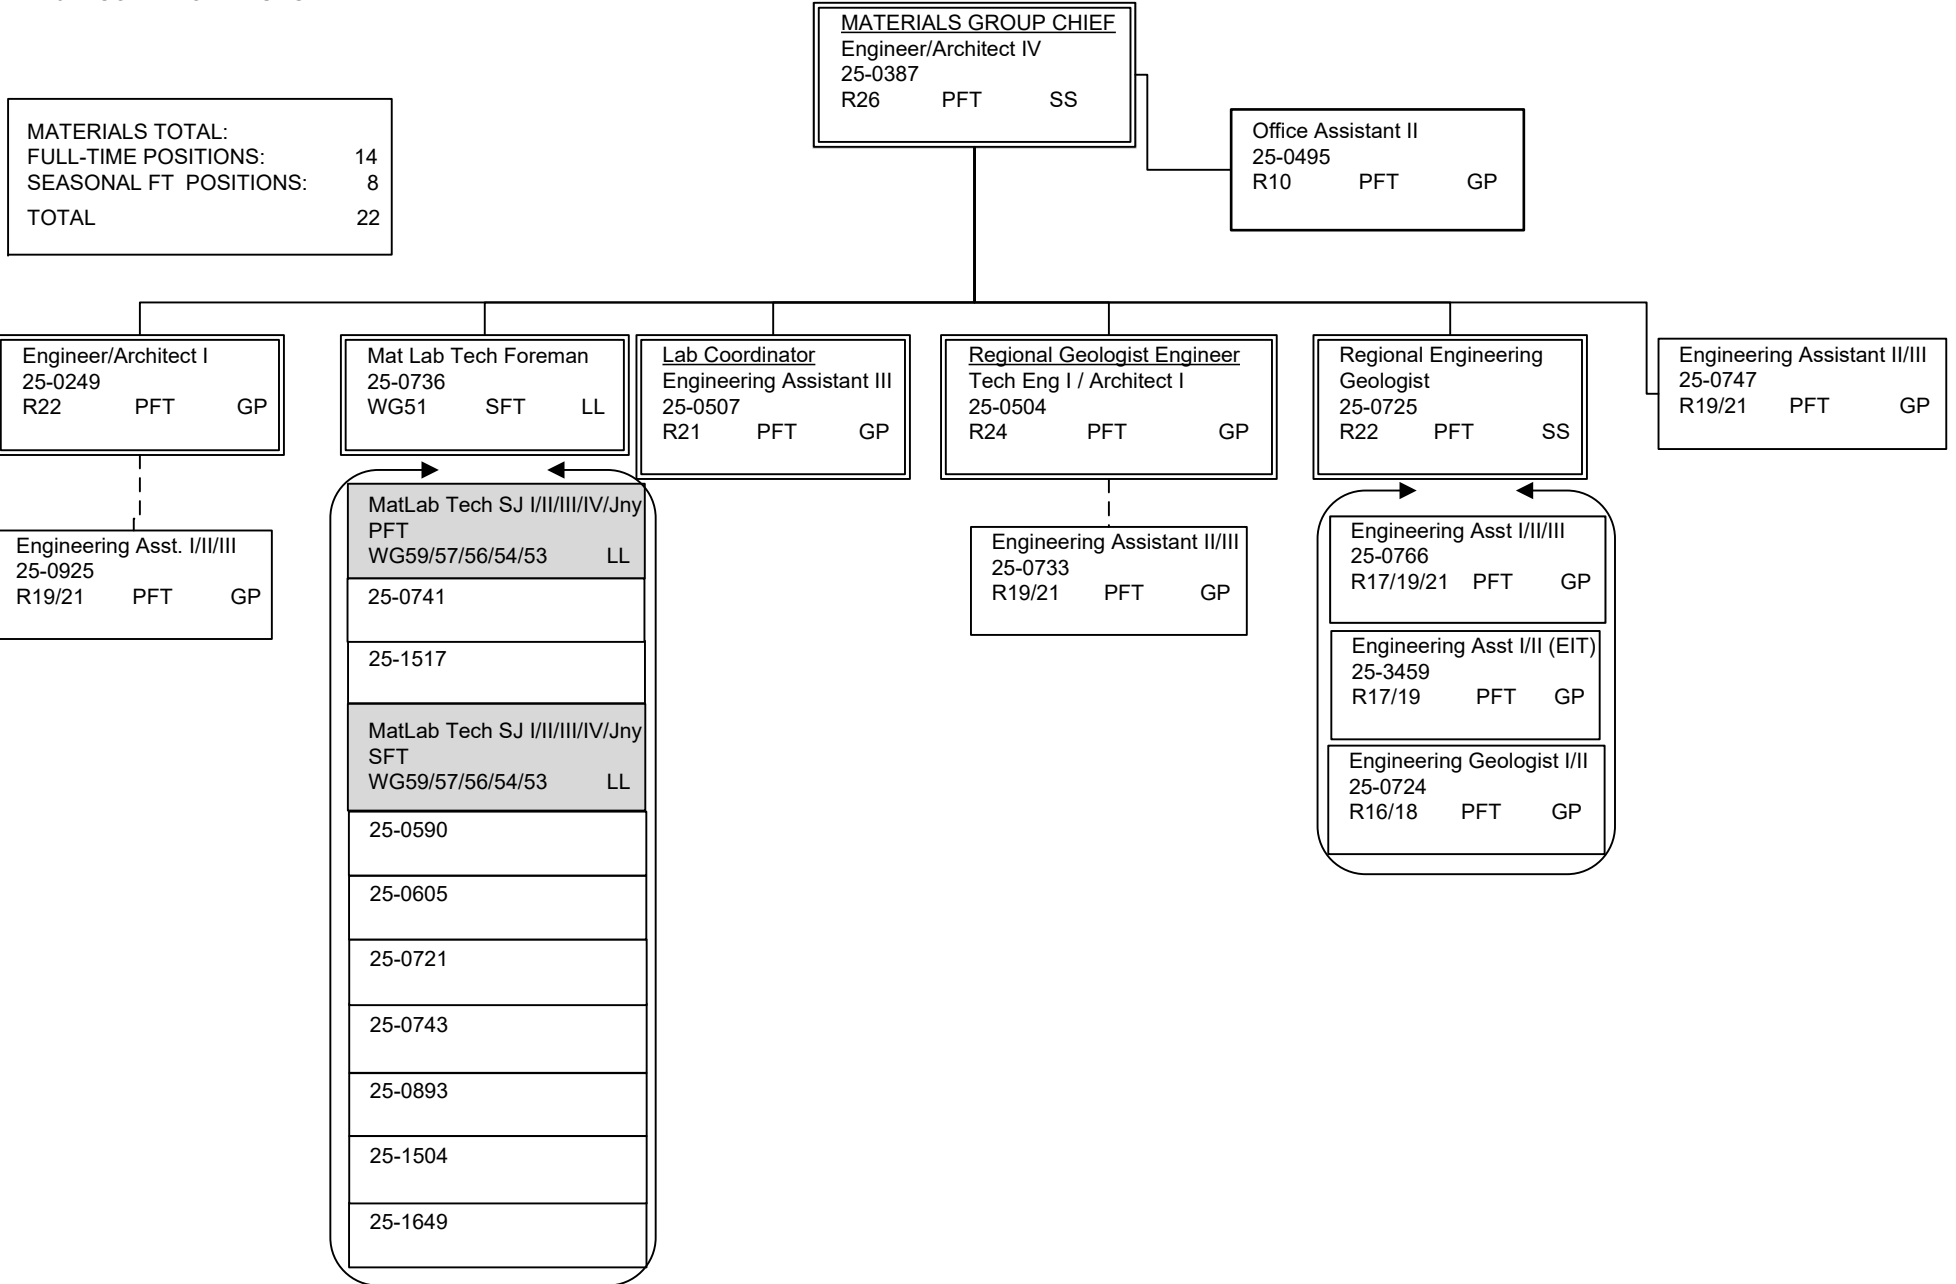 MATERIALS GROUP CHIEF
Engineer/Architect IV
25-0387
R26 PFT SS
MATERIALS TOTAL:
FULL-TIME POSITIONS: 14
SEASONAL FT POSITIONS: 8
TOTAL 22
Office Assistant II
25-0495
R10 PFT GP
Engineer/Architect I
25-0249
R22 PFT GP
Mat Lab Tech Foreman
25-0736
WG51 SFT LL
Lab Coordinator
Engineering Assistant III
25-0507
R21 PFT GP
Regional Geologist Engineer
Tech Eng I / Architect I
25-0504
R24 PFT GP
Regional Engineering
Geologist
25-0725
R22 PFT SS
Engineering Assistant II/III
25-0747
R19/21 PFT GP
Engineering Asst. I/II/III
25-0925
R19/21 PFT GP
MatLab Tech SJ I/II/III/IV/Jny
PFT
WG59/57/56/54/53 LL
25-0741
25-1517
MatLab Tech SJ I/II/III/IV/Jny
SFT
WG59/57/56/54/53 LL
25-0590
25-0605
25-0721
25-0743
25-0893
25-1504
25-1649
Engineering Assistant II/III
25-0733
R19/21 PFT GP
Engineering Asst I/II/III
25-0766
R17/19/21 PFT GP
Engineering Asst I/II (EIT)
25-3459
R17/19 PFT GP
Engineering Geologist I/II
25-0724
R16/18 PFT GP